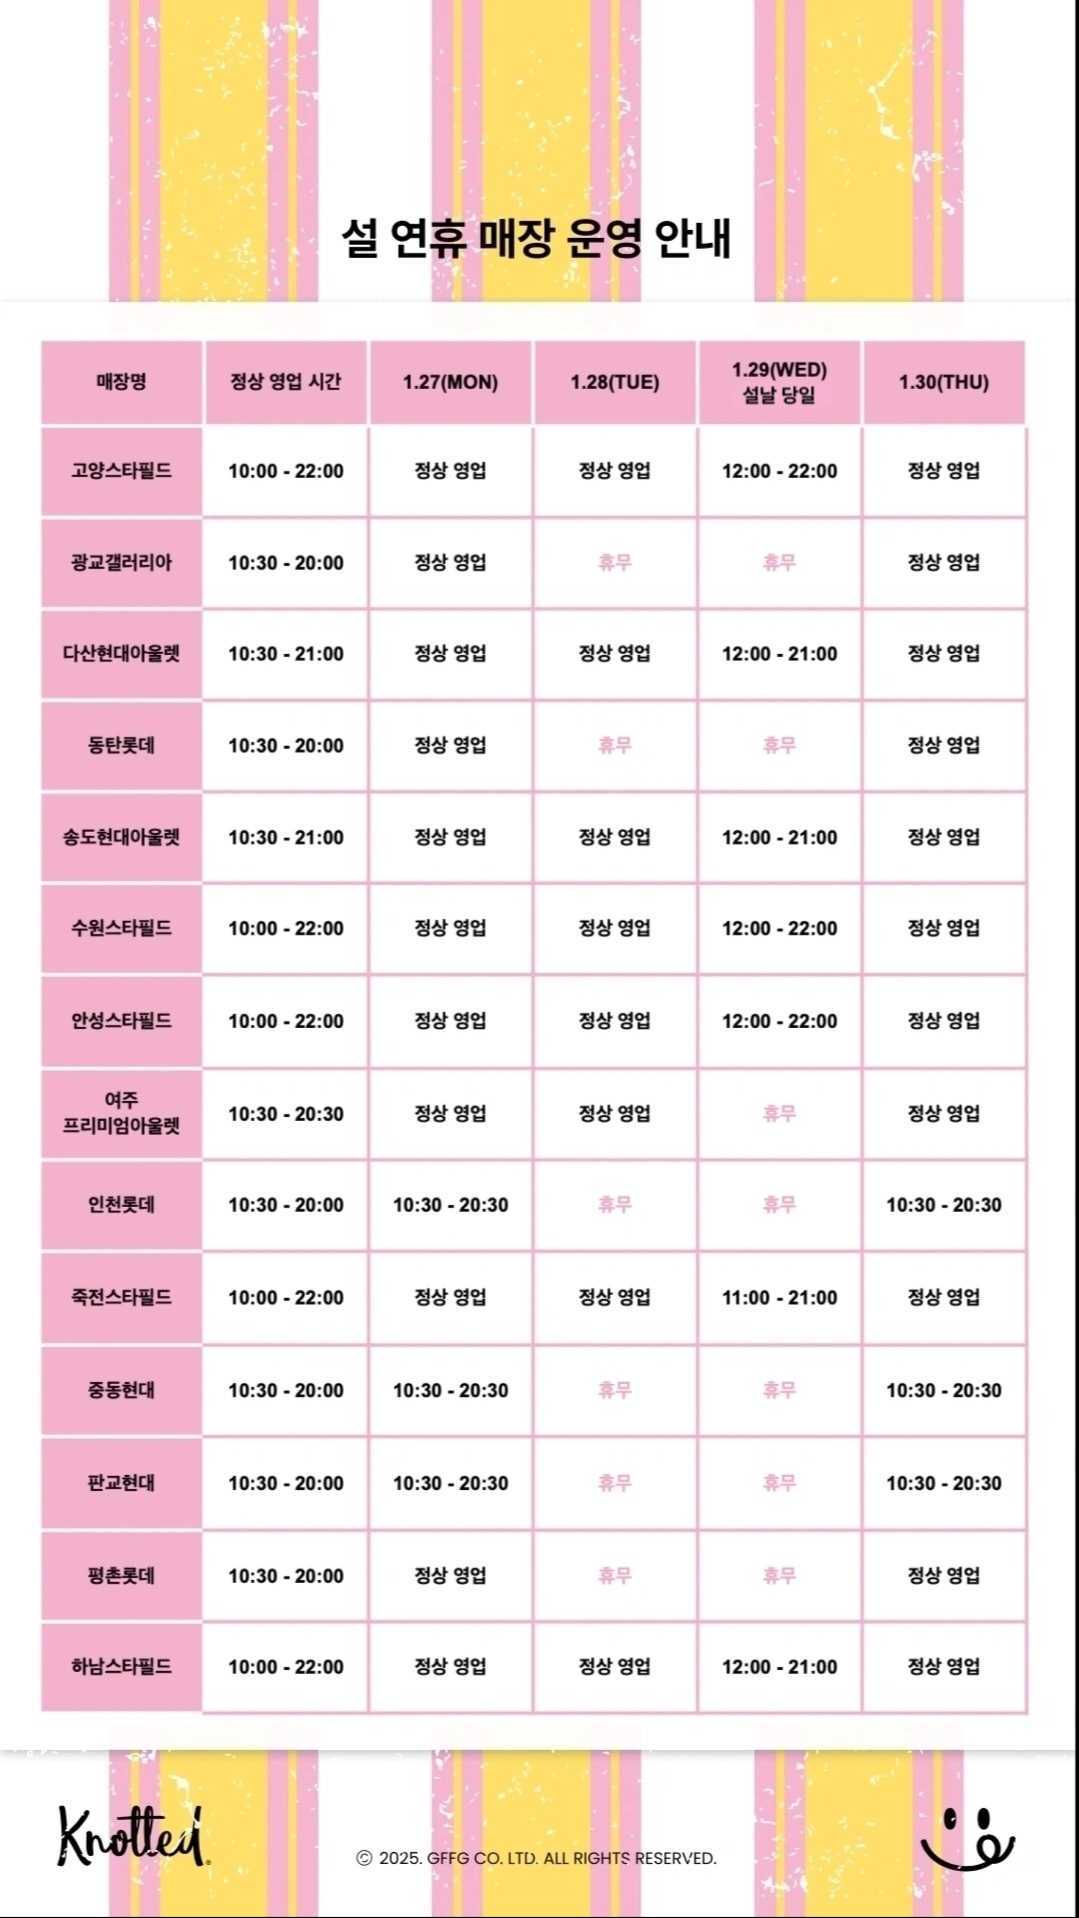 설 연휴 매장 운영 안내
매장명 정상 영업 시간 1.27(MON) 1.28(TUE) 1.29(WED) 설날 당일 1.30(THU)
고양스타필드 10:00 - 22:00 정상 영업 정상 영업 12:00 - 22:00 정상 영업
광교갤러리아 10:30 - 20:00 정상 영업 휴무 휴무 정상 영업
다산현대아울렛 10:30 - 21:00 정상 영업 정상 영업 12:00 - 21:00 정상 영업
동탄롯데 10:30 - 20:00 정상 영업 휴무 휴무 정상 영업
송도현대아울렛 10:30 - 21:00 정상 영업 정상 영업 12:00 - 21:00 정상 영업
수원스타필드 10:00 - 22:00 정상 영업 정상 영업 12:00 - 22:00 정상 영업
안성스타필드 10:00 - 22:00 정상 영업 정상 영업 12:00 - 22:00 정상 영업
여주 프리미엄아울렛 10:30 - 20:30 정상 영업 정상 영업 휴무 정상 영업
인천롯데 10:30 - 20:00 10:30 - 20:30 휴무 휴무 10:30 - 20:30
죽전스타필드 10:00 - 22:00 정상 영업 정상 영업 11:00 - 21:00 정상 영업
중동현대 10:30 - 20:00 10:30 - 20:30 휴무 휴무 10:30 - 20:30
판교현대 10:30 - 20:00 10:30 - 20:30 휴무 휴무 10:30 - 20:30
평촌롯데 10:30 - 20:00 정상 영업 휴무 휴무 정상 영업
하남스타필드 10:00 - 22:00 정상 영업 정상 영업 12:00 - 21:00 정상 영업
Knotted.
© 2025. GFFG CO. LTD. ALL RIGHTS RESERVED.